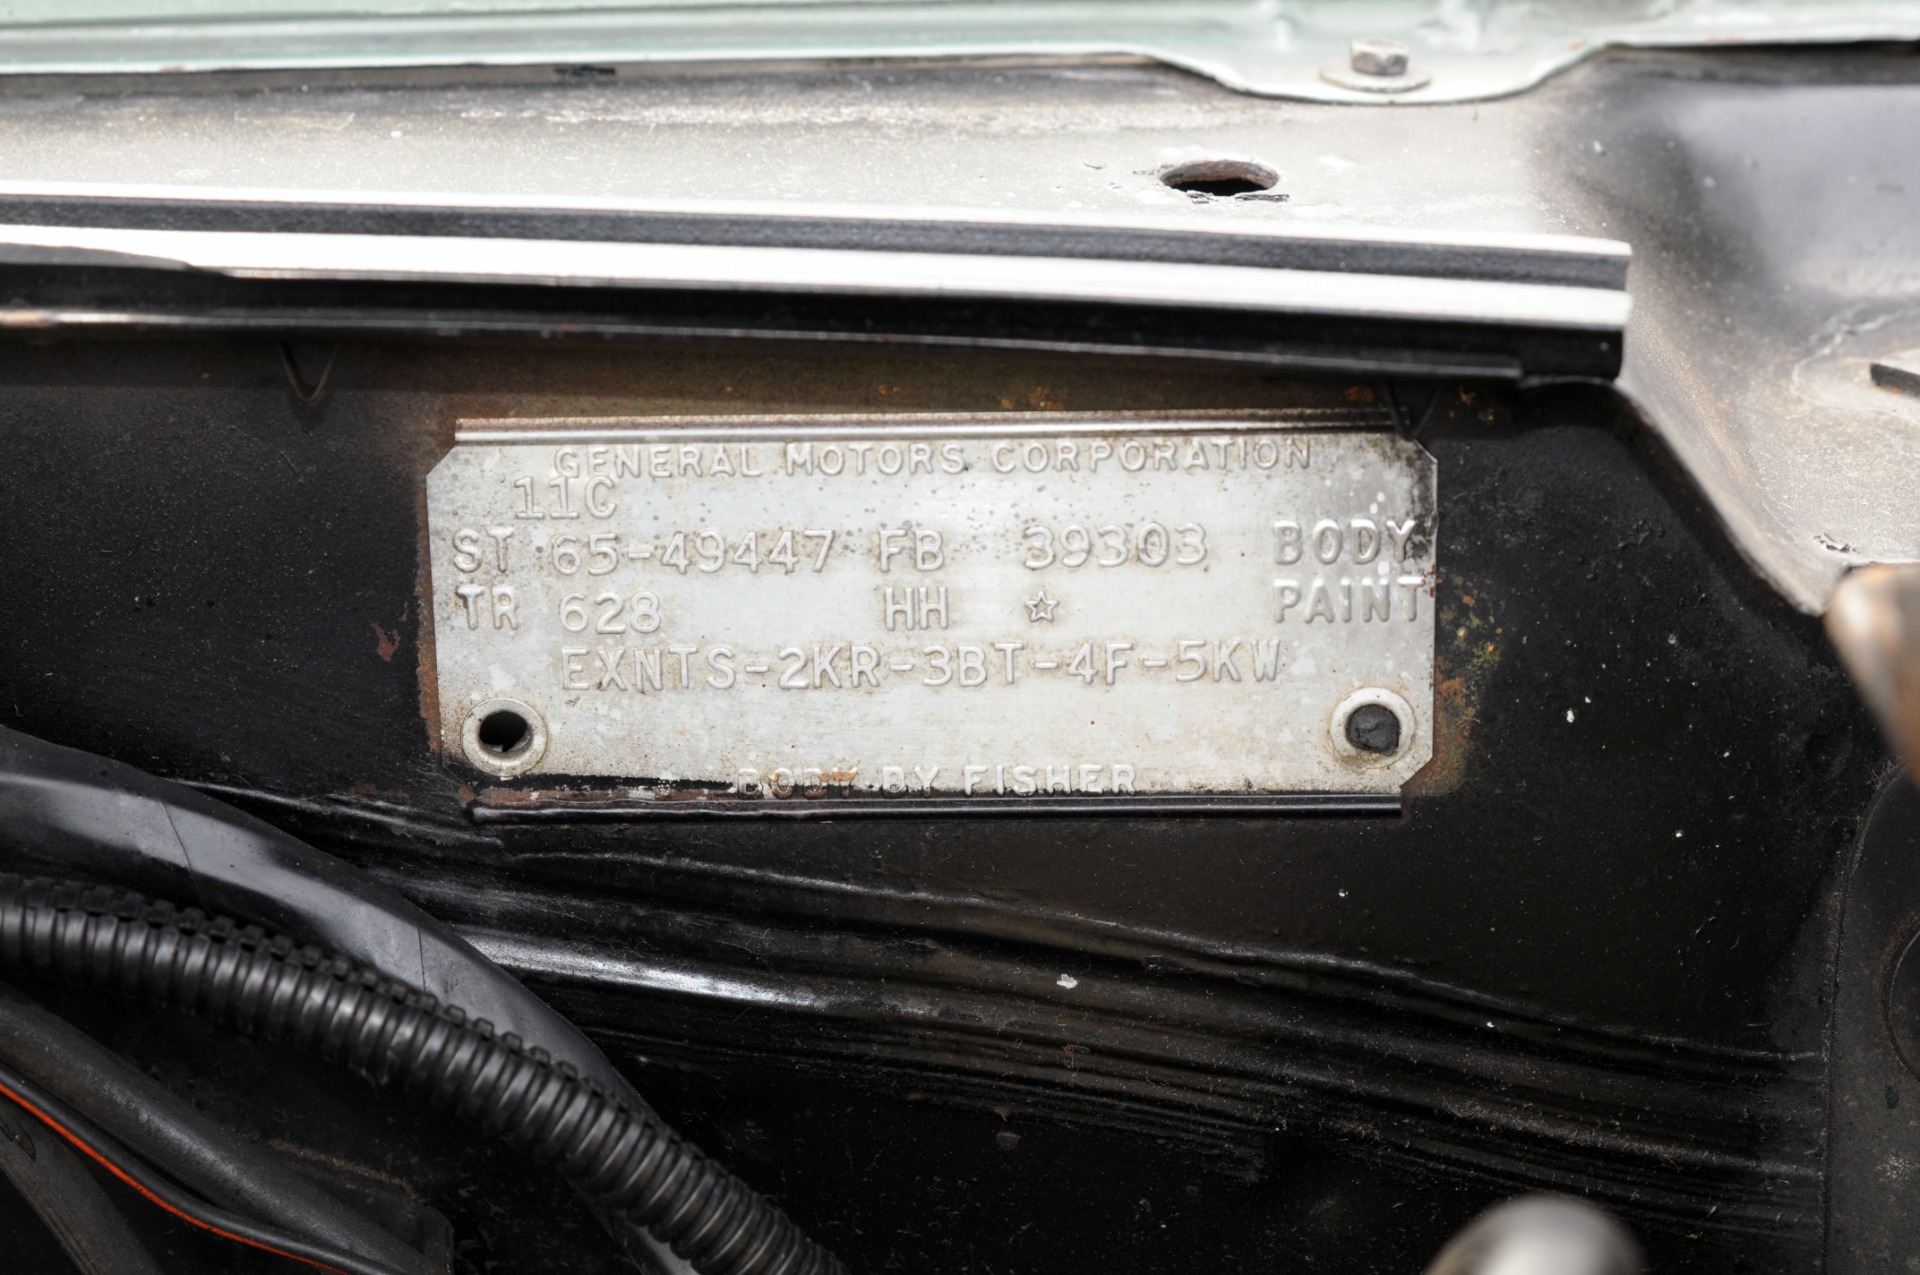 GENERAL MOTORS CORPORATION
11C
ST 65-49447 FB 39303 BODY
TR 628 HH ☆ PAINT
EXNTS-2KR-3BT-4F-5KW
BODY BY FISHER